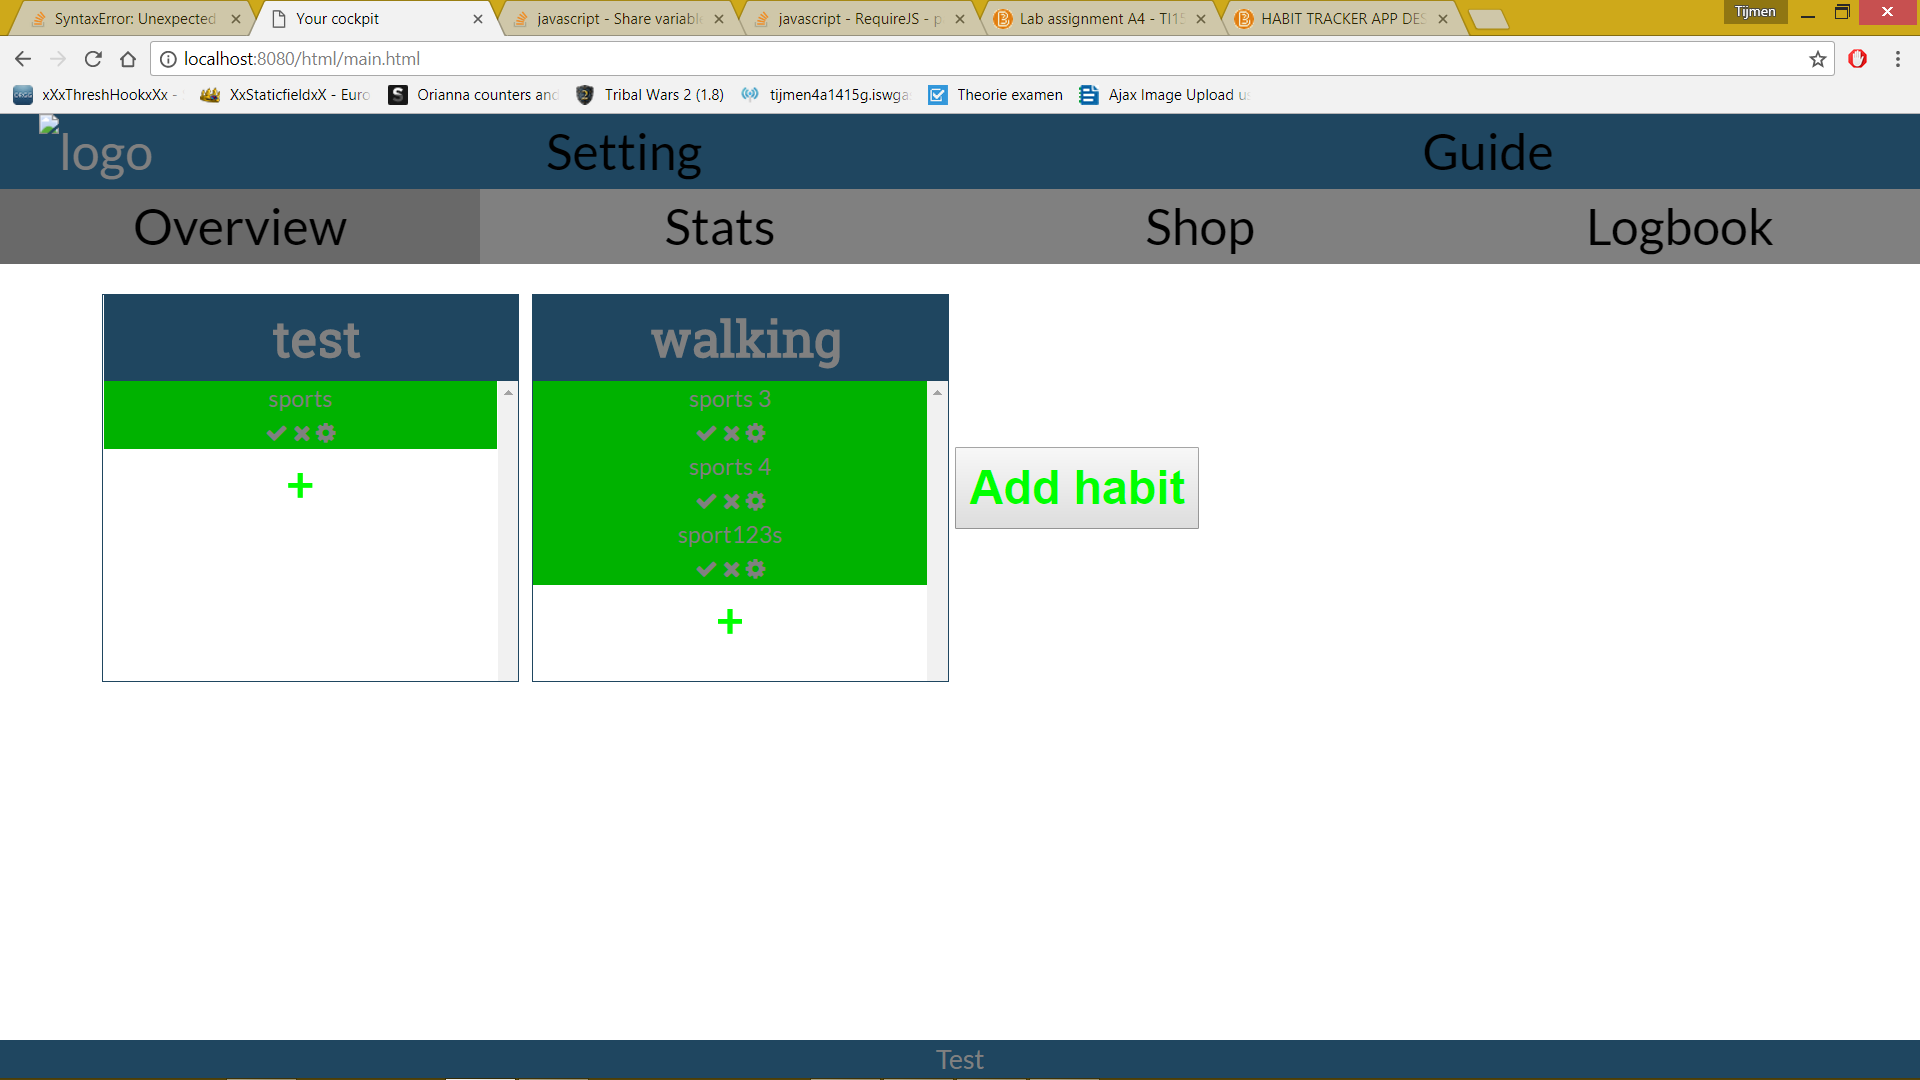 SyntaxError: Unexpected
Your cockpit
javascript - Share variabl
javascript - RequireJS - p
Lab assignment A4 - TI15
HABIT TRACKER APP DES
Tijmen
localhost:8080/html/main.html
xXxThreshHookxXx -
XxStaticfieldxX - Euro
Orianna counters and
Tribal Wars 2 (1.8)
tijmen4a1415g.iswga
Theorie examen
Ajax Image Upload u
logo
Setting
Guide
Overview
Stats
Shop
Logbook
test
sports
+
walking
sports 3
sports 4
sport123s
+
Add habit
Test